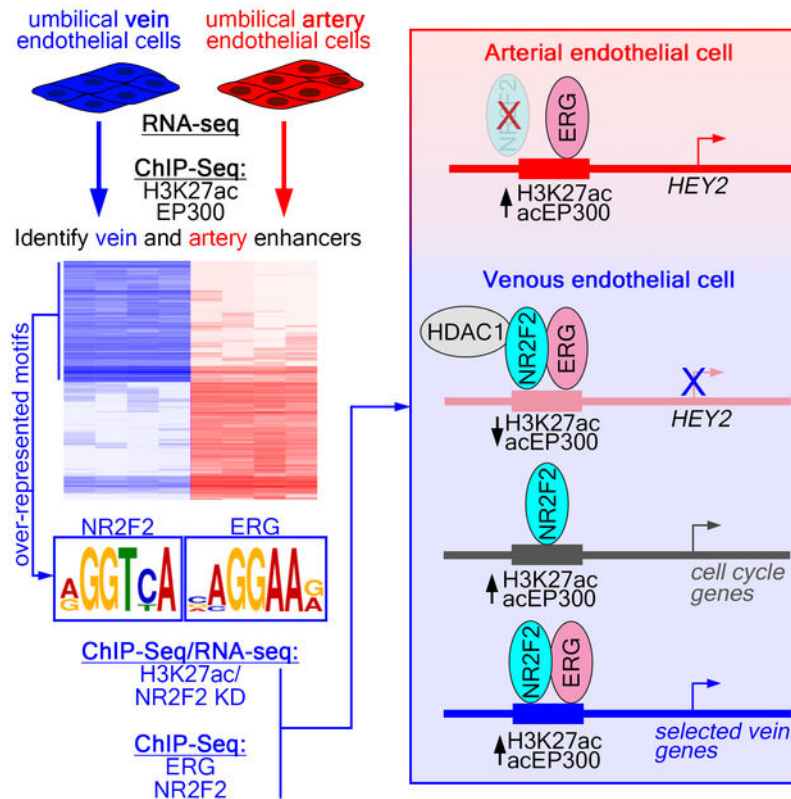 umbilical vein
endothelial cells
umbilical artery
endothelial cells
RNA-seq
ChIP-Seq:
H3K27ac
EP300
Identify vein and artery enhancers
over-represented motifs
NR2F2
ERG
AGGGTCTA
CXAGAGGAAGA
ChIP-Seq/RNA-seq:
H3K27ac/
NR2F2 KD
ChIP-Seq:
ERG
NR2F2
Arterial endothelial cell
NR2F2
X
ERG
H3K27ac
acEP300
HEY2
Venous endothelial cell
HDAC1
NR2F2
ERG
X
H3K27ac
acEP300
HEY2
NR2F2
H3K27ac
acEP300
cell cycle
genes
NR2F2
ERG
H3K27ac
acEP300
selected vein
genes